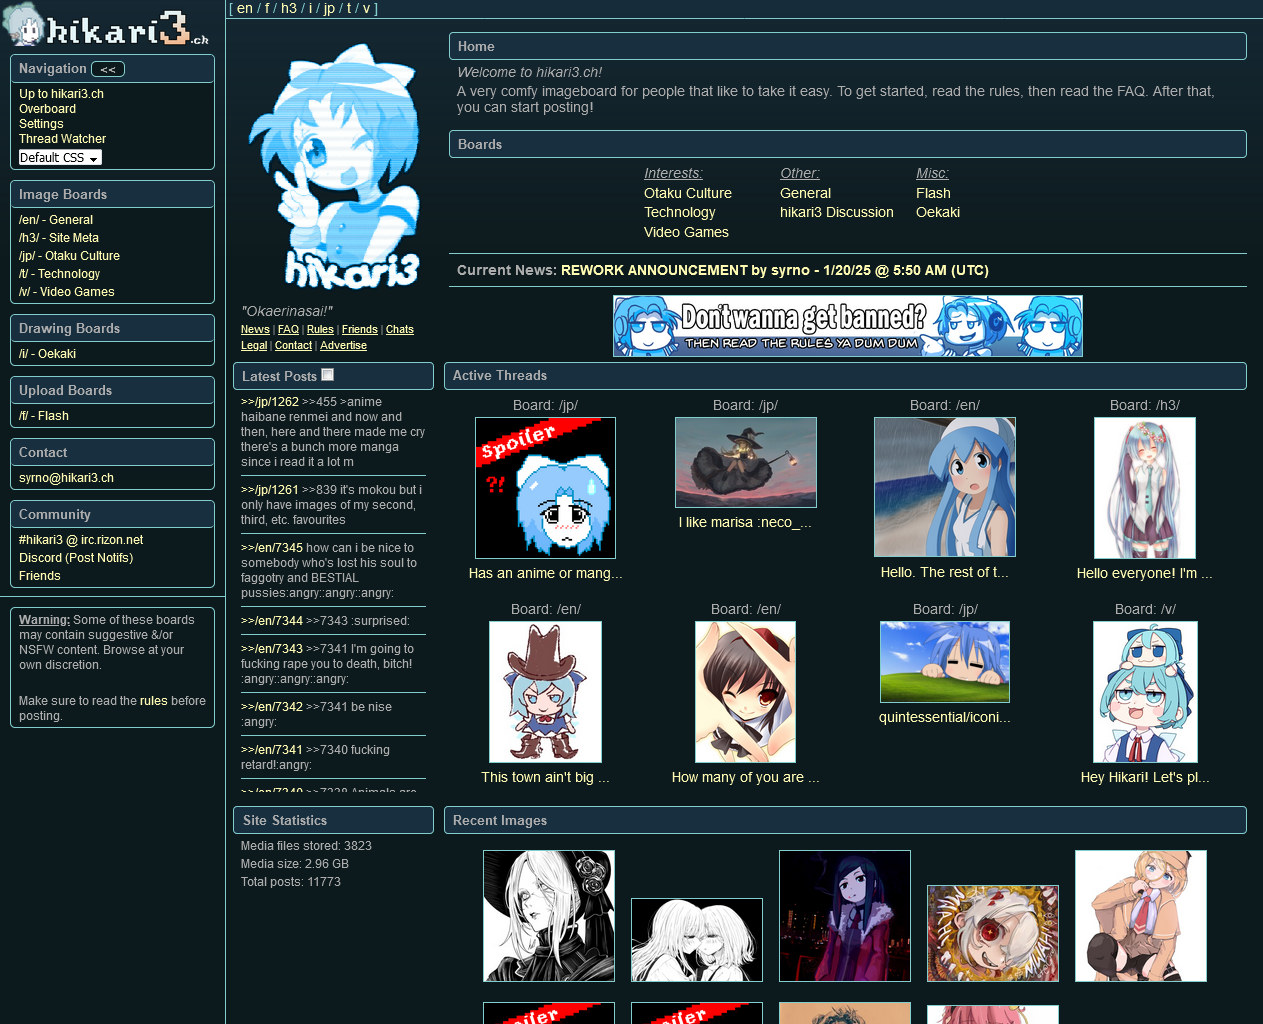 hikari3.ch
[ en / f / h3 / i / jp / t / v ]
Navigation <<
Up to hikari3.ch
Overboard
Settings
Thread Watcher
Default CSS
Image Boards
/en/ - General
/h3/ - Site Meta
/jp/ - Otaku Culture
/t/ - Technology
/v/ - Video Games
Drawing Boards
/i/ - Oekaki
Upload Boards
/f/ - Flash
Contact
syrno@hikari3.ch
Community
#hikari3 @ irc.rizon.net
Discord (Post Notifs)
Friends
Warning: Some of these boards
may contain suggestive &/or
NSFW content. Browse at your
own discretion.
Make sure to read the rules before
posting.
hikari3
"Okaerinasai!"
News | FAQ | Rules | Friends | Chats
Legal | Contact | Advertise
Home
Welcome to hikari3.ch!
A very comfy imageboard for people that like to take it easy. To get started, read the rules, then read the FAQ. After that,
you can start posting!
Boards
Interests:
Otaku Culture
Technology
Video Games
Other:
General
hikari3 Discussion
Misc:
Flash
Oekaki
Current News: REWORK ANNOUNCEMENT by syrno - 1/20/25 @ 5:50 AM (UTC)
Don't wanna get banned?
THEN READ THE RULES YA DUM DUM
Latest Posts
>>/jp/1262 >>455 >anime
haibane renmei and now and
then, here and there made me cry
there's a bunch more manga
since i read it a lot m
>>/jp/1261 >>839 it's mokou but i
only have images of my second,
third, etc. favourites
>>/en/7345 how can i be nice to
somebody who's lost his soul to
faggotry and BESTIAL
pussies:angry::angry::angry:
>>/en/7344 >>7343 :surprised:
>>/en/7343 >>7341 I'm going to
fucking rape you to death, bitch!
:angry::angry::angry:
>>/en/7342 >>7341 be nise
:angry:
>>/en/7341 >>7340 fucking
retard!:angry:
>>/en/7340 >>7338 Animals are
Active Threads
Board: /jp/
Spoiler
?!
Has an anime or mang...
Board: /jp/
I like marisa :neco_...
Board: /en/
Hello. The rest of t...
Board: /h3/
Hello everyone! I'm ...
Board: /en/
This town ain't big ...
Board: /en/
How many of you are ...
Board: /jp/
quintessential/iconi...
Board: /v/
Hey Hikari! Let's pl...
Site Statistics
Media files stored: 3823
Media size: 2.96 GB
Total posts: 11773
Recent Images